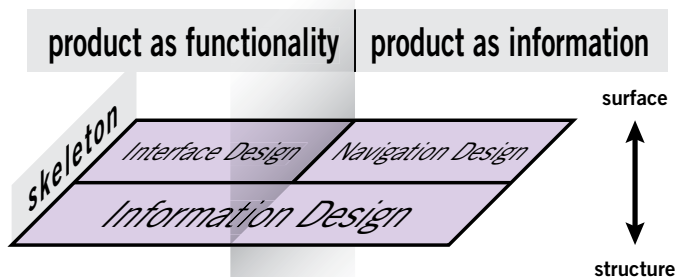 product as functionality
product as information
surface
skeleton
Interface Design
Navigation Design
Information Design
structure